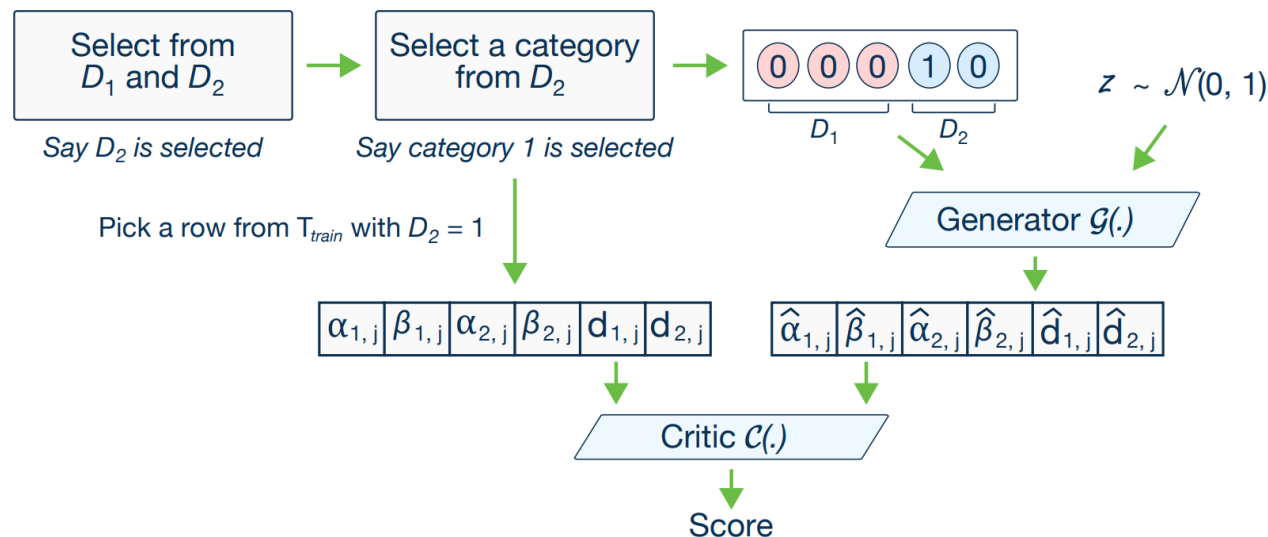 Select from
D₁ and D₂
Say D₂ is selected
Select a category
from D₂
Say category 1 is selected
0 0 0 1 0
D₁ D₂
z ~ 𝒩(0, 1)
Pick a row from T_train with D₂ = 1
Generator 𝒢(.)
α₁, ⱼ β₁, ⱼ α₂, ⱼ β₂, ⱼ d₁, ⱼ d₂, ⱼ
α̂₁, ⱼ β̂₁, ⱼ α̂₂, ⱼ β̂₂, ⱼ d̂₁, ⱼ d̂₂, ⱼ
Critic 𝒞(.)
Score